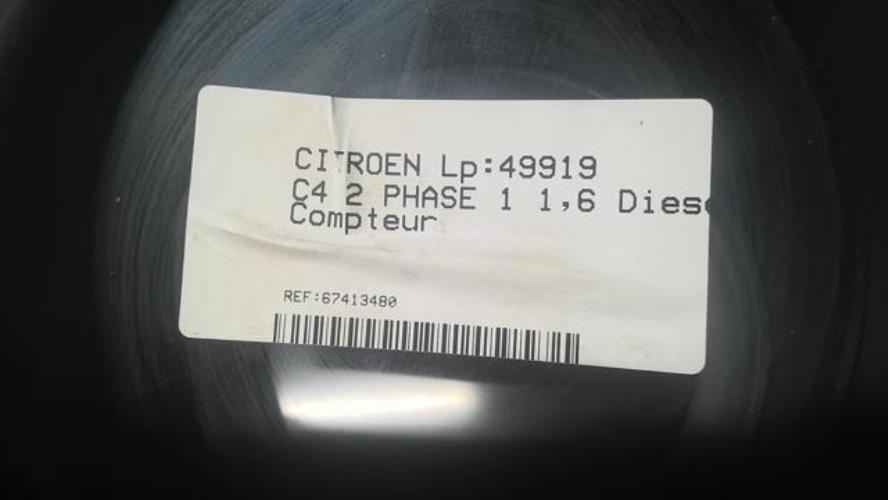 CITROEN Lp:49919
C4 2 PHASE 1 1,6 Diese
Compteur
REF:67413480